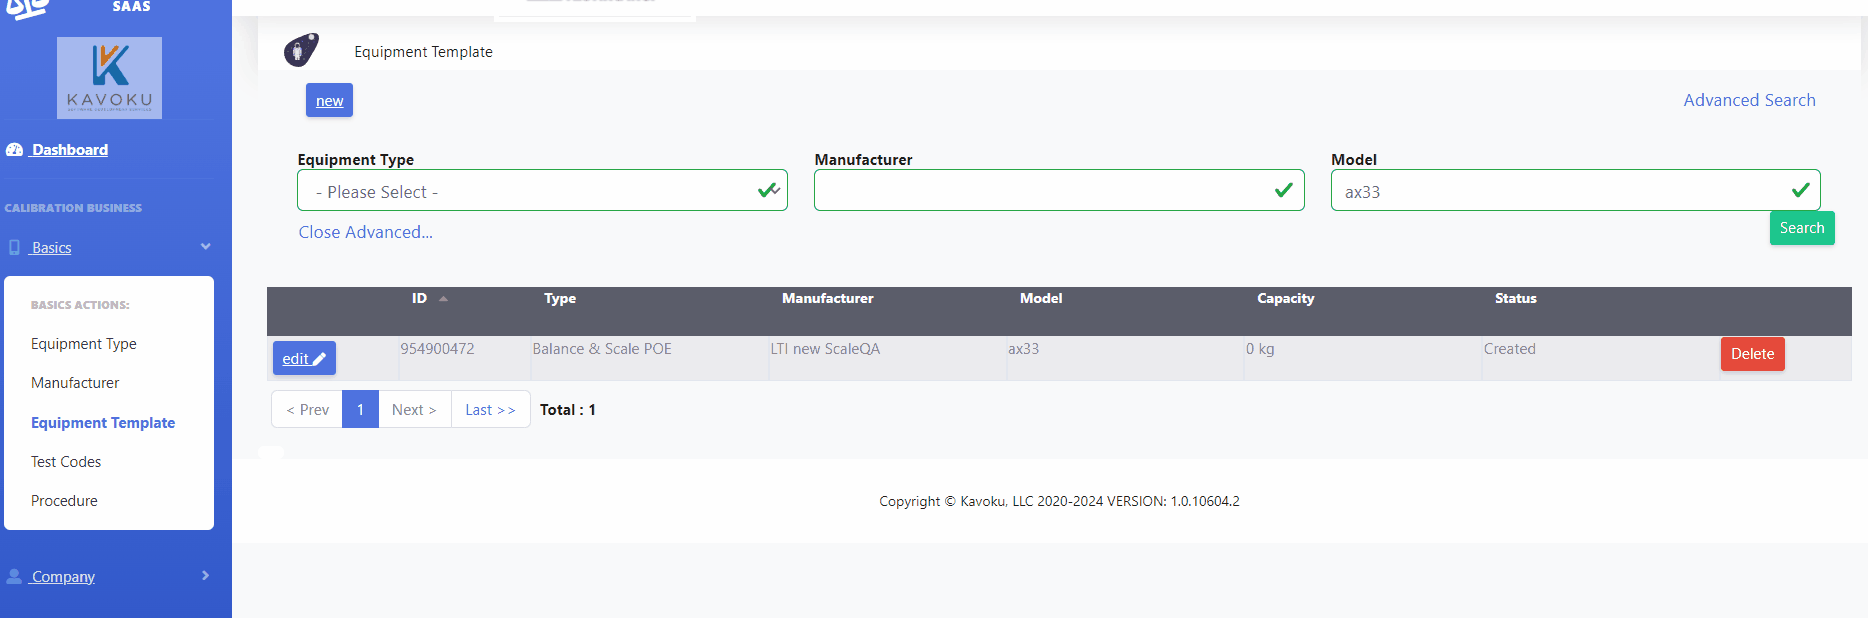 SAAS
KAVOKU
Equipment Template
new
Advanced Search
Dashboard
Equipment Type Manufacturer Model
- Please Select - ax33
CALIBRATION BUSINESS
Close Advanced...
Search
Basics
BASICS ACTIONS:
Equipment Type
Manufacturer
Equipment Template
Test Codes
Procedure
Company
ID Type Manufacturer Model Capacity Status
edit 954900472 Balance & Scale POE LTI new ScaleQA ax33 0 kg Created Delete
< Prev 1 Next > Last >> Total : 1
Copyright © Kavoku, LLC 2020-2024 VERSION: 1.0.10604.2